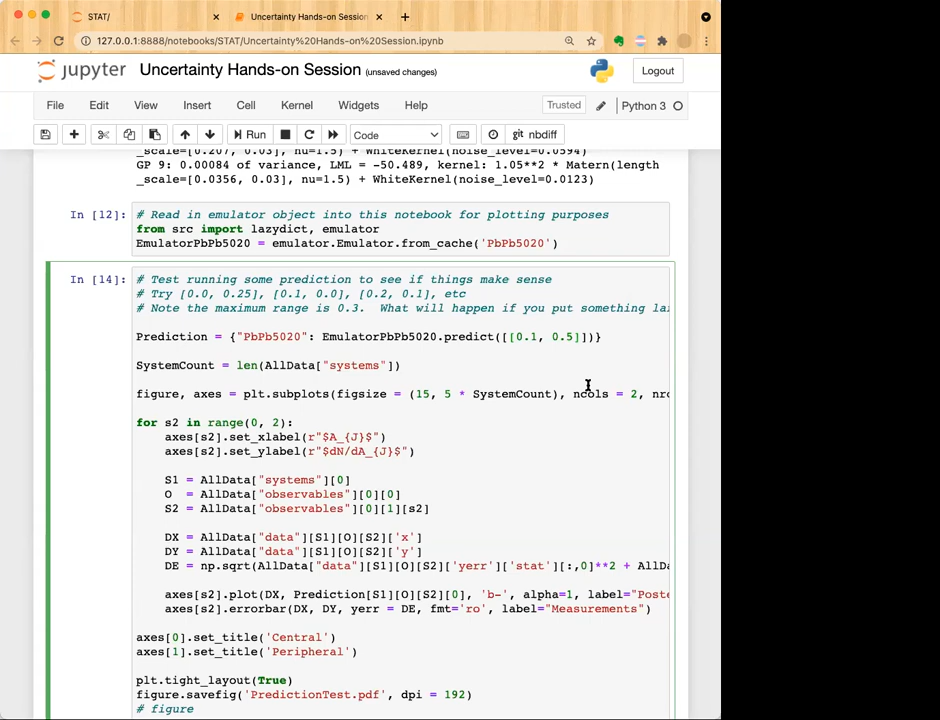 STAT/
Uncertainty Hands-on Session
127.0.0.1:8888/notebooks/STAT/Uncertainty%20Hands-on%20Session.ipynb
jupyter Uncertainty Hands-on Session (unsaved changes)
Logout
File Edit View Insert Cell Kernel Widgets Help
Trusted Python 3
Run Code git nbdiff
_scale=[0.207, 0.03], nu=1.5) + WhiteKernel(noise_level=0.0594)
GP 9: 0.00084 of variance, LML = -50.489, kernel: 1.05**2 * Matern(length
_scale=[0.0356, 0.03], nu=1.5) + WhiteKernel(noise_level=0.0123)
In [12]: # Read in emulator object into this notebook for plotting purposes
from src import lazydict, emulator
EmulatorPbPb5020 = emulator.Emulator.from_cache('PbPb5020')
In [14]: # Test running some prediction to see if things make sense
# Try [0.0, 0.25], [0.1, 0.0], [0.2, 0.1], etc
# Note the maximum range is 0.3. What will happen if you put something la
Prediction = {"PbPb5020": EmulatorPbPb5020.predict([[0.1, 0.5]])}
SystemCount = len(AllData["systems"])
figure, axes = plt.subplots(figsize = (15, 5 * SystemCount), ncols = 2, nro
for s2 in range(0, 2):
axes[s2].set_xlabel(r"$A_{J}$")
axes[s2].set_ylabel(r"$dN/dA_{J}$")
S1 = AllData["systems"][0]
O = AllData["observables"][0][0]
S2 = AllData["observables"][0][1][s2]
DX = AllData["data"][S1][O][S2]['x']
DY = AllData["data"][S1][O][S2]['y']
DE = np.sqrt(AllData["data"][S1][O][S2]['yerr']['stat'][:,0]**2 + AllDa
axes[s2].plot(DX, Prediction[S1][O][S2][0], 'b-', alpha=1, label="Poste
axes[s2].errorbar(DX, DY, yerr = DE, fmt='ro', label="Measurements")
axes[0].set_title('Central')
axes[1].set_title('Peripheral')
plt.tight_layout(True)
figure.savefig('PredictionTest.pdf', dpi = 192)
# figure